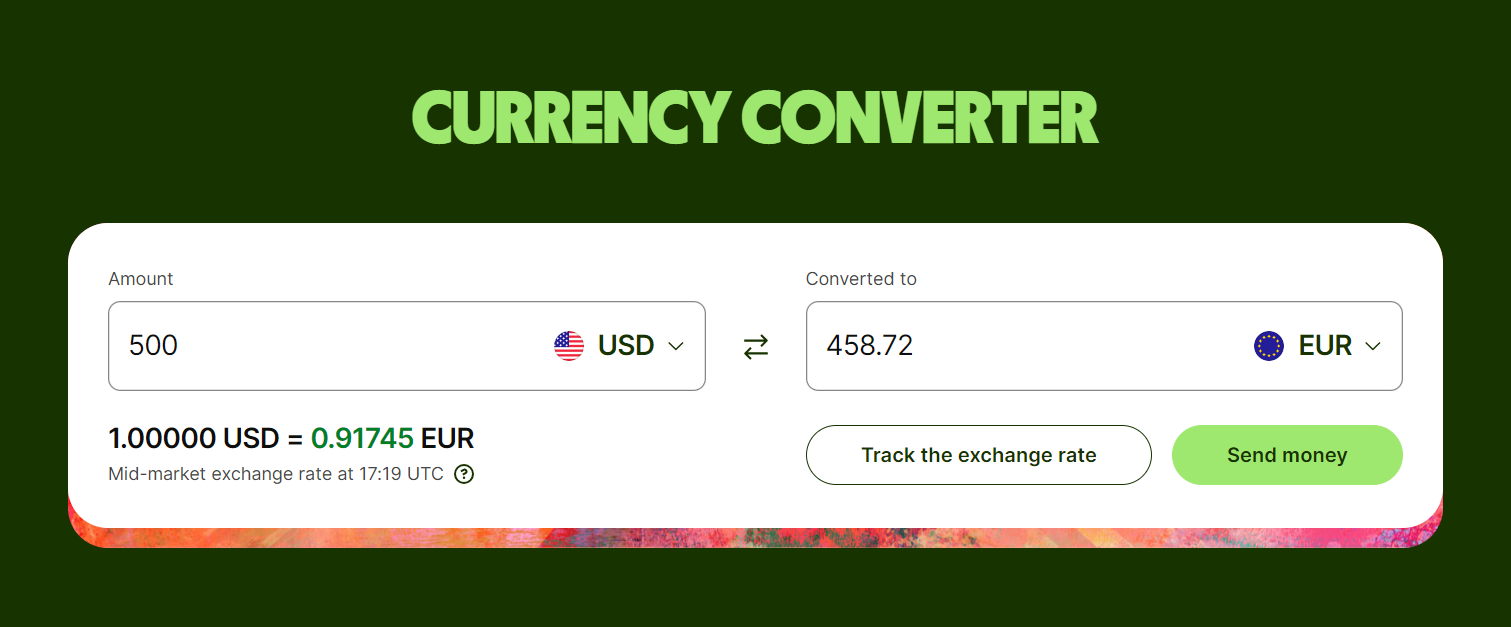 CURRENCY CONVERTER
Amount
500 USD
Converted to
458.72 EUR
1.00000 USD = 0.91745 EUR
Mid-market exchange rate at 17:19 UTC ?
Track the exchange rate
Send money